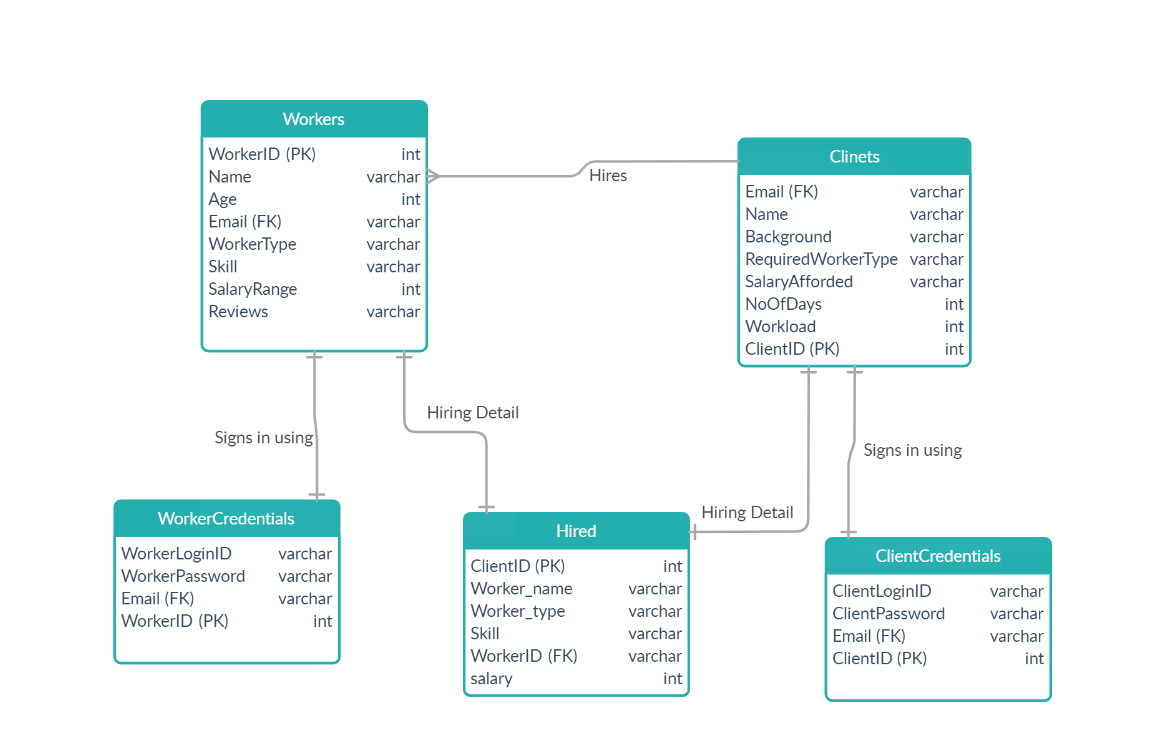 Workers
WorkerID (PK) int
Name varchar
Age int
Email (FK) varchar
WorkerType varchar
Skill varchar
SalaryRange int
Reviews varchar
Hires
Clinets
Email (FK) varchar
Name varchar
Background varchar
RequiredWorkerType varchar
SalaryAfforded varchar
NoOfDays int
Workload int
ClientID (PK) int
Signs in using
Hiring Detail
Hiring Detail
Signs in using
WorkerCredentials
WorkerLoginID varchar
WorkerPassword varchar
Email (FK) varchar
WorkerID (PK) int
Hired
ClientID (PK) int
Worker_name varchar
Worker_type varchar
Skill varchar
WorkerID (FK) varchar
salary int
ClientCredentials
ClientLoginID varchar
ClientPassword varchar
Email (FK) varchar
ClientID (PK) int